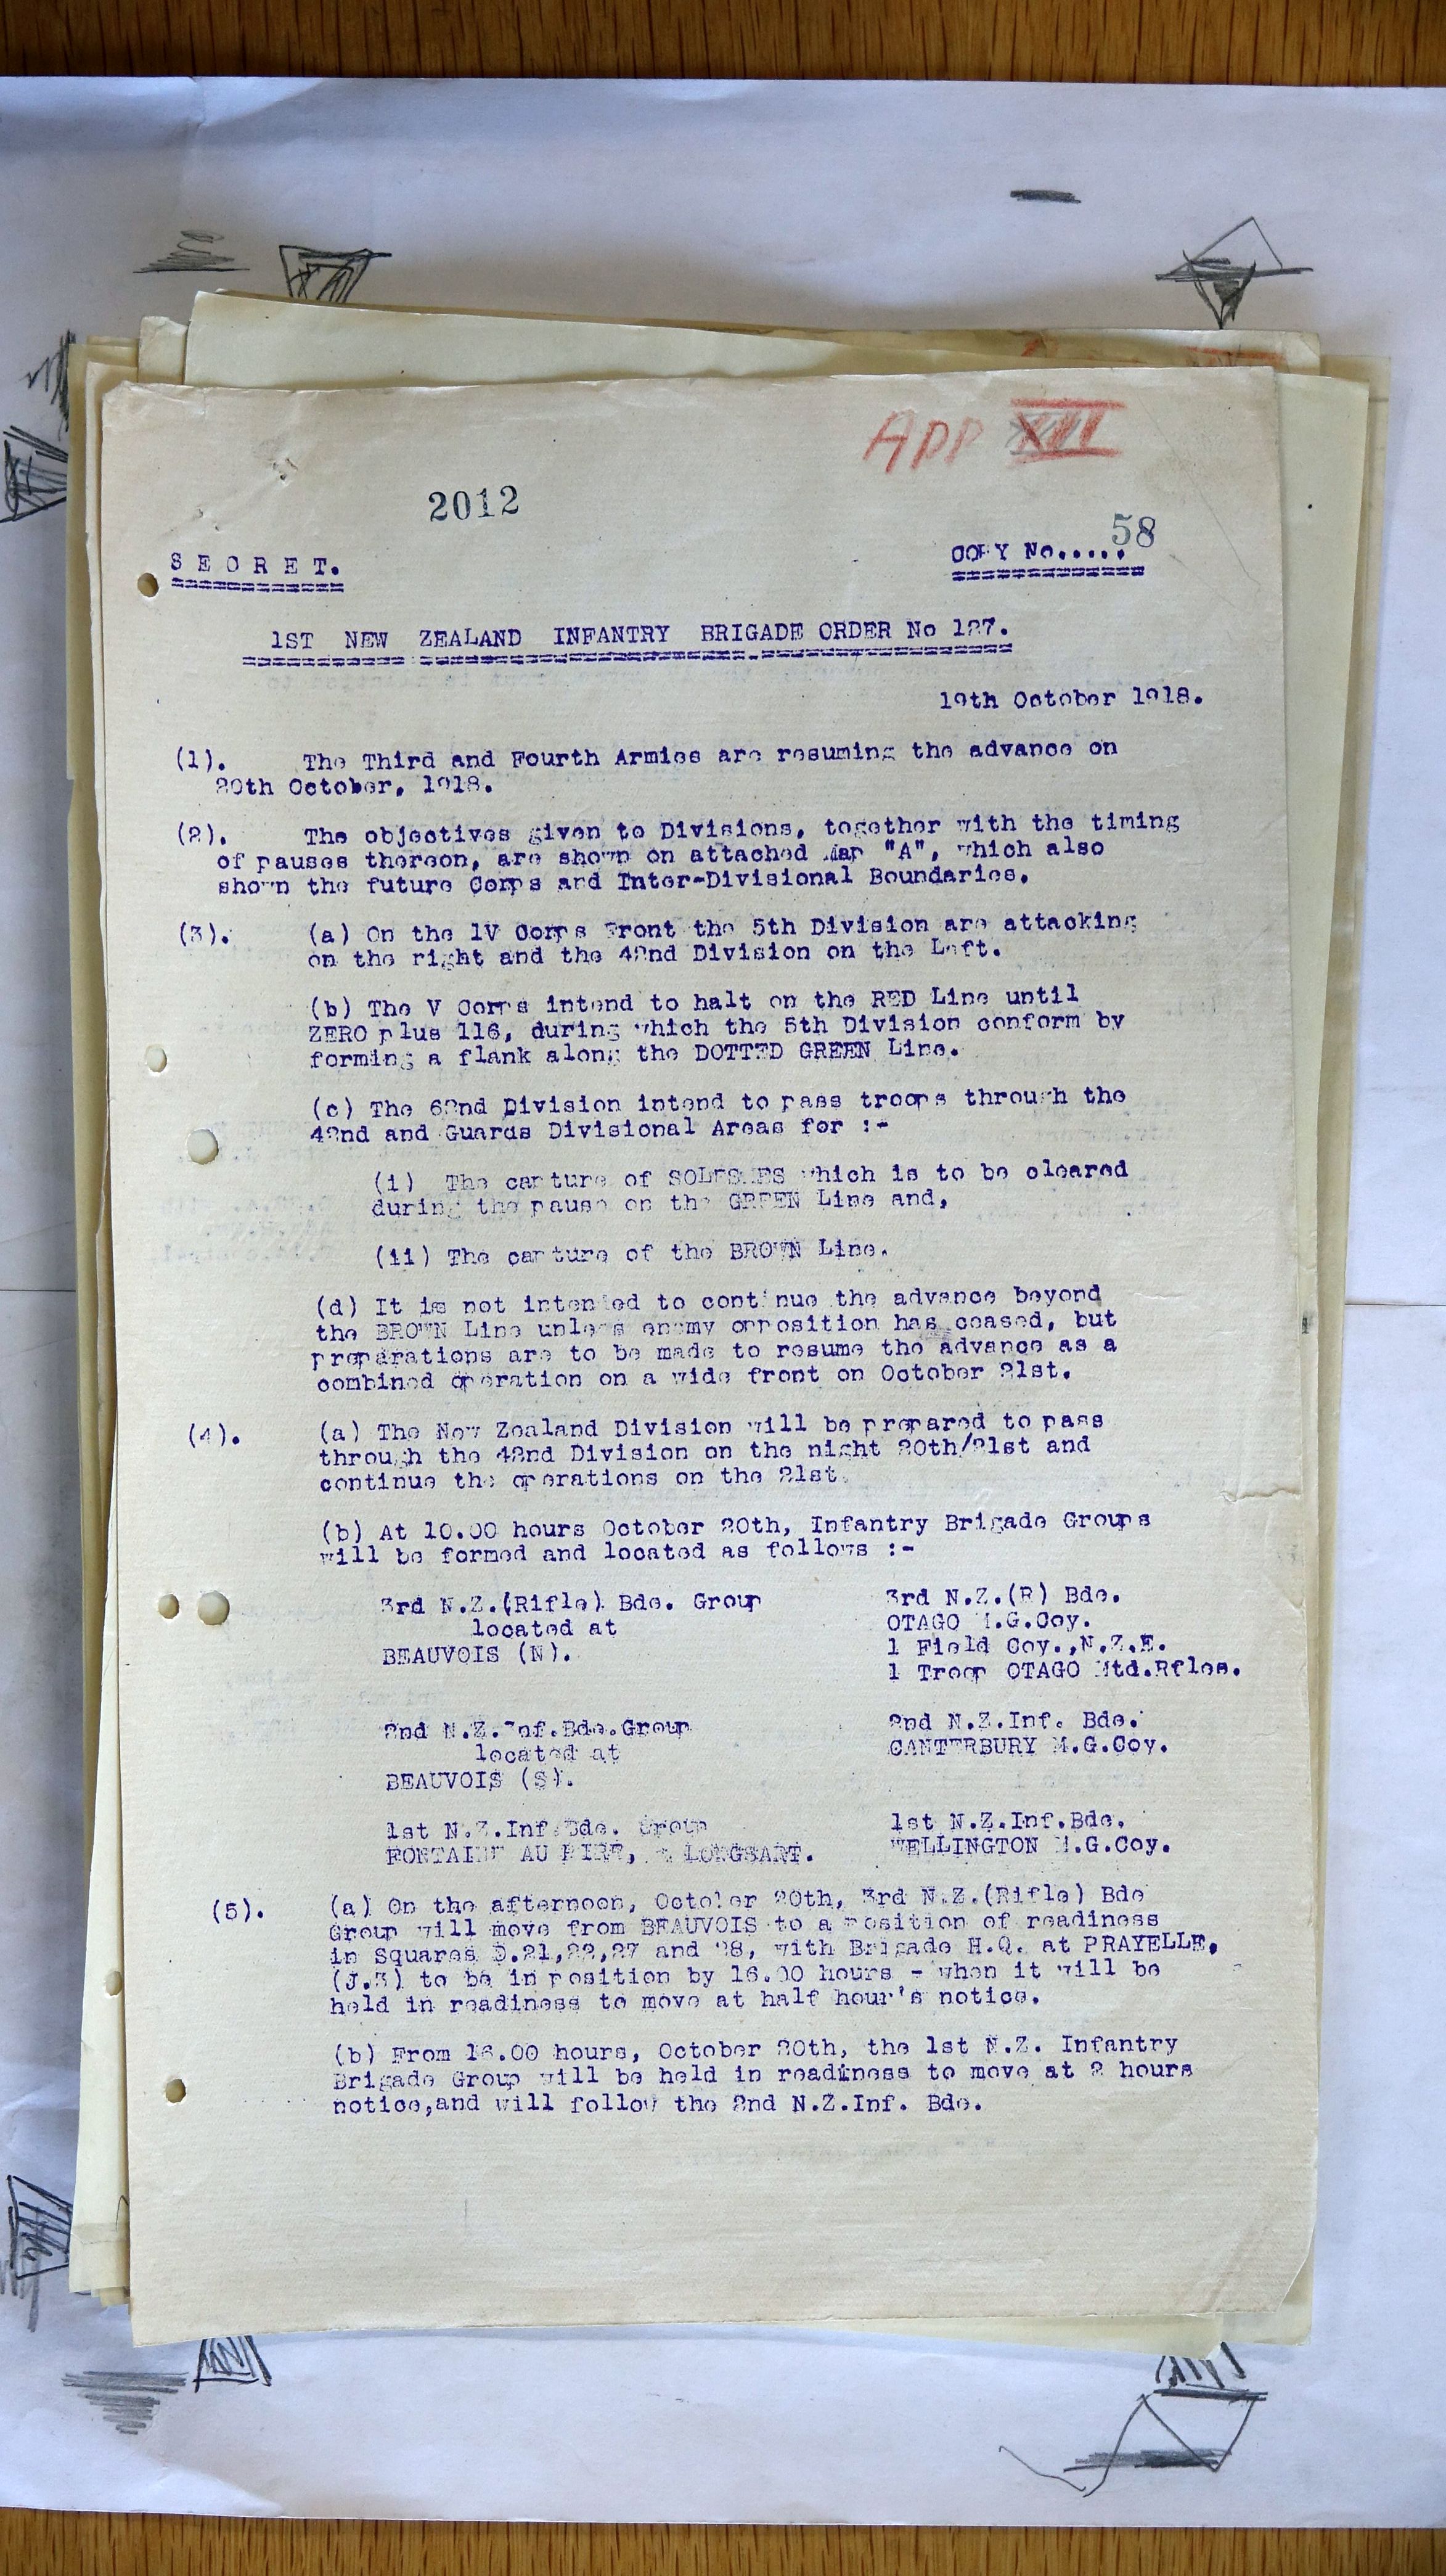 APP XIII
2012
58
SECRET.
COPY No.....
1ST NEW ZEALAND INFANTRY BRIGADE ORDER No 127.
19th October 1918.
(1). The Third and Fourth Armies are resuming the advance on
20th October, 1918.
(2). The objectives given to Divisions, together with the timing
of pauses thereon, are shown on attached Map "A", which also
shown the future Corps and Inter-Divisional Boundaries.
(3). (a) On the 1V Corps Front the 5th Division are attacking
on the right and the 42nd Division on the Left.
(b) The V Corps intend to halt on the RED Line until
ZERO plus 116, during which the 5th Division conform by
forming a flank along the DOTTED GREEN Line.
(c) The 62nd Division intend to pass troops through the
42nd and Guards Divisional Areas for :-
(i) The capture of SOLESMES which is to be cleared
during the pause on the GREEN Line and,
(ii) The capture of the BROWN Line.
(d) It is not intended to continue the advance beyond
the BROWN Line unless enemy opposition has ceased, but
preparations are to be made to resume the advance as a
combined operation on a wide front on October 21st.
(4). (a) The New Zealand Division will be prepared to pass
through the 42nd Division on the night 20th/21st and
continue the operations on the 21st.
(b) At 10.00 hours October 20th, Infantry Brigade Groups
will be formed and located as follows :-
3rd N.Z.(Rifle) Bde. Group
located at
BEAUVOIS (N).
3rd N.Z.(R) Bde.
OTAGO M.G.Coy.
1 Field Coy.,N.Z.E.
1 Troop OTAGO Mtd.Rfles.
2nd N.Z.Inf.Bde.Group
located at
BEAUVOIS (S).
2nd N.Z.Inf. Bde.
CANTERBURY M.G.Coy.
1st N.Z.Inf.Bde. Group
FONTAINE AU PIRE, & LONGSART.
1st N.Z.Inf.Bde.
WELLINGTON M.G.Coy.
(5). (a) On the afternoon, October 20th, 3rd N.Z.(Rifle) Bde
Group will move from BEAUVOIS to a position of readiness
in Squares D.21,22,27 and 28, with Brigade H.Q. at PRAYELLE,
(J.3) to be in position by 16.00 hours - when it will be
held in readiness to move at half hour's notice.
(b) From 16.00 hours, October 20th, the 1st N.Z. Infantry
Brigade Group will be held in readiness to move at 2 hours
notice,and will follow the 2nd N.Z.Inf. Bde.